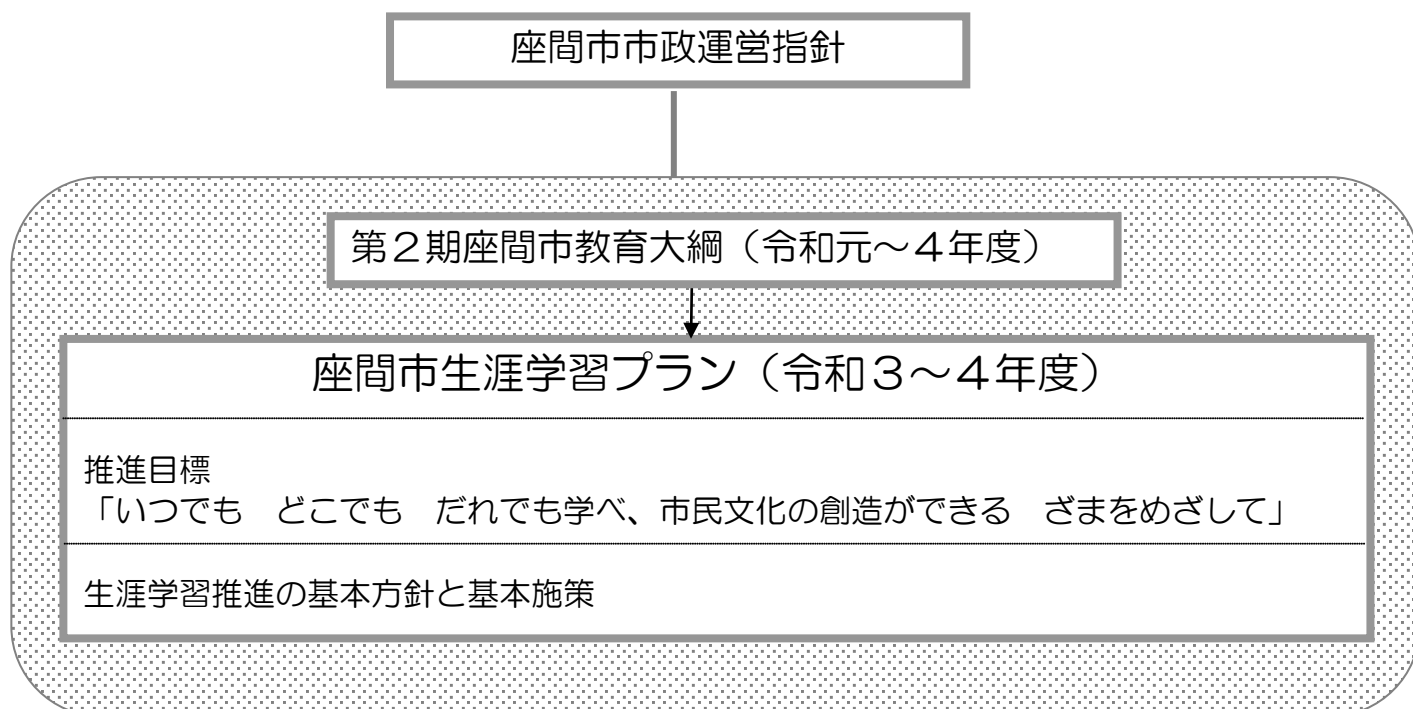 座間市市政運営指針
第２期座間市教育大綱（令和元～４年度）
座間市生涯学習プラン（令和３～４年度）
推進目標
「いつでも　どこでも　だれでも学べ、市民文化の創造ができる　ざまをめざして」
生涯学習推進の基本方針と基本施策